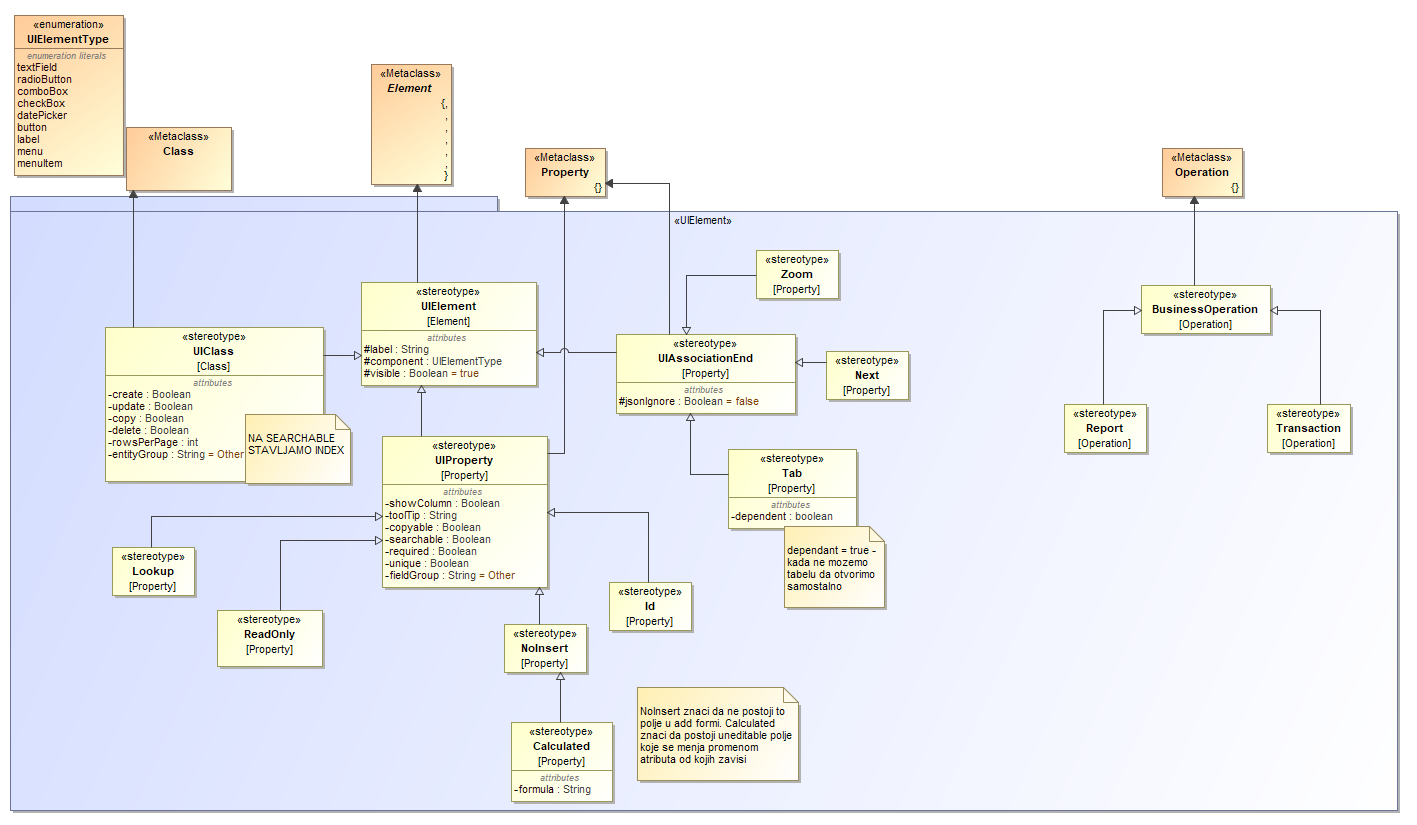 «enumeration»
UIElementType
enumeration literals
textField
radioButton
comboBox
checkBox
datePicker
button
label
menu
menuItem
«Metaclass»
Class
«Metaclass»
Element
{,
,
,
,
,
,
}
«Metaclass»
Property
{}
«Metaclass»
Operation
{}
«UIElement»
«stereotype»
UIElement
[Element]
attributes
#label : String
#component : UIElementType
#visible : Boolean = true
«stereotype»
UIClass
[Class]
attributes
-create : Boolean
-update : Boolean
-copy : Boolean
-delete : Boolean
-rowsPerPage : int
-entityGroup : String = Other
NA SEARCHABLE
STAVLJAMO INDEX
«stereotype»
Zoom
[Property]
«stereotype»
UIAssociationEnd
[Property]
attributes
#jsonIgnore : Boolean = false
«stereotype»
Next
[Property]
«stereotype»
BusinessOperation
[Operation]
«stereotype»
Report
[Operation]
«stereotype»
Transaction
[Operation]
«stereotype»
UIProperty
[Property]
attributes
-showColumn : Boolean
-toolTip : String
-copyable : Boolean
-searchable : Boolean
-required : Boolean
-unique : Boolean
-fieldGroup : String = Other
«stereotype»
Tab
[Property]
attributes
-dependent : boolean
dependant = true -
kada ne mozemo
tabelu da otvorimo
samostalno
«stereotype»
Lookup
[Property]
«stereotype»
ReadOnly
[Property]
«stereotype»
Id
[Property]
«stereotype»
NoInsert
[Property]
«stereotype»
Calculated
[Property]
attributes
-formula : String
NoInsert znaci da ne postoji to
polje u add formi. Calculated
znaci da postoji uneditable polje
koje se menja promenom
atributa od kojih zavisi